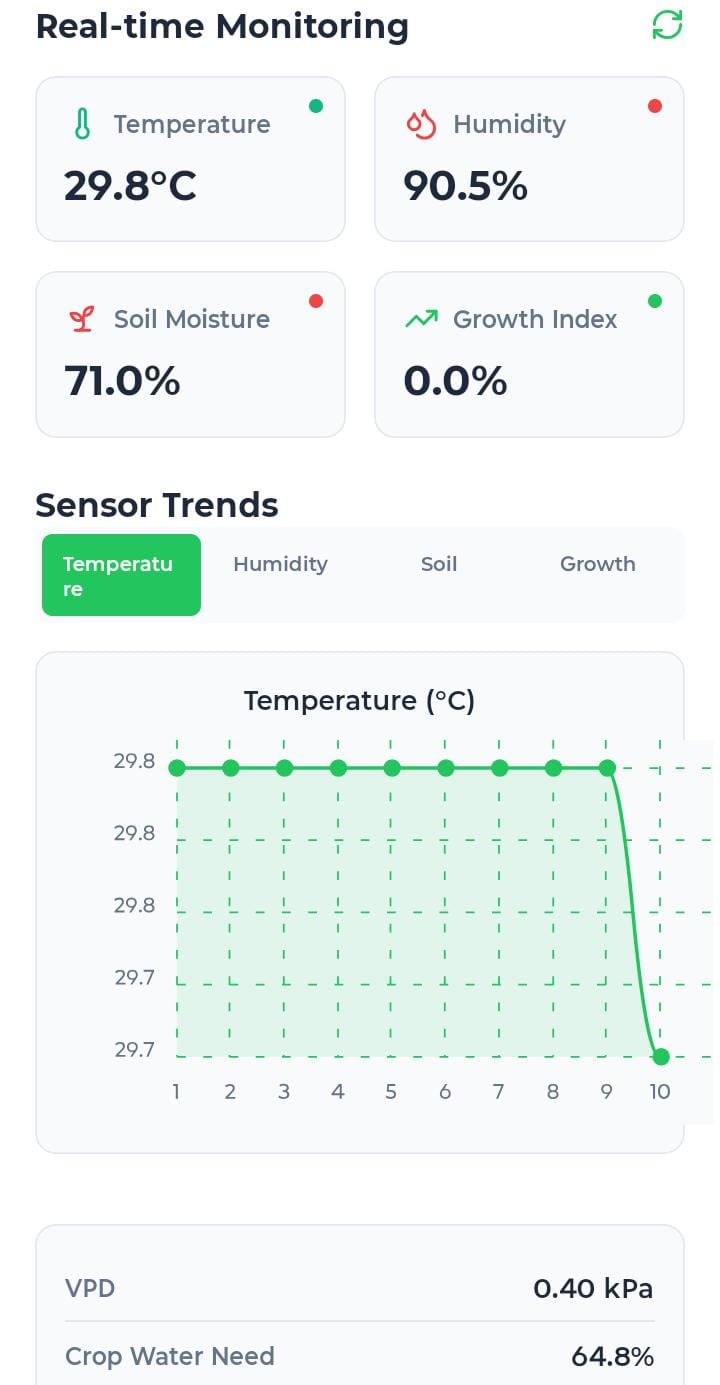 Real-time Monitoring
Temperature
Humidity
29.8°C
90.5%
Soil Moisture
Growth Index
71.0%
0.0%
Sensor Trends
Temperatu
re
Humidity
Soil
Growth
Temperature (°C)
29.8
29.8
29.8
29.7
29.7
1 2 3 4 5 6 7 8 9 10
VPD 0.40 kPa
Crop Water Need 64.8%